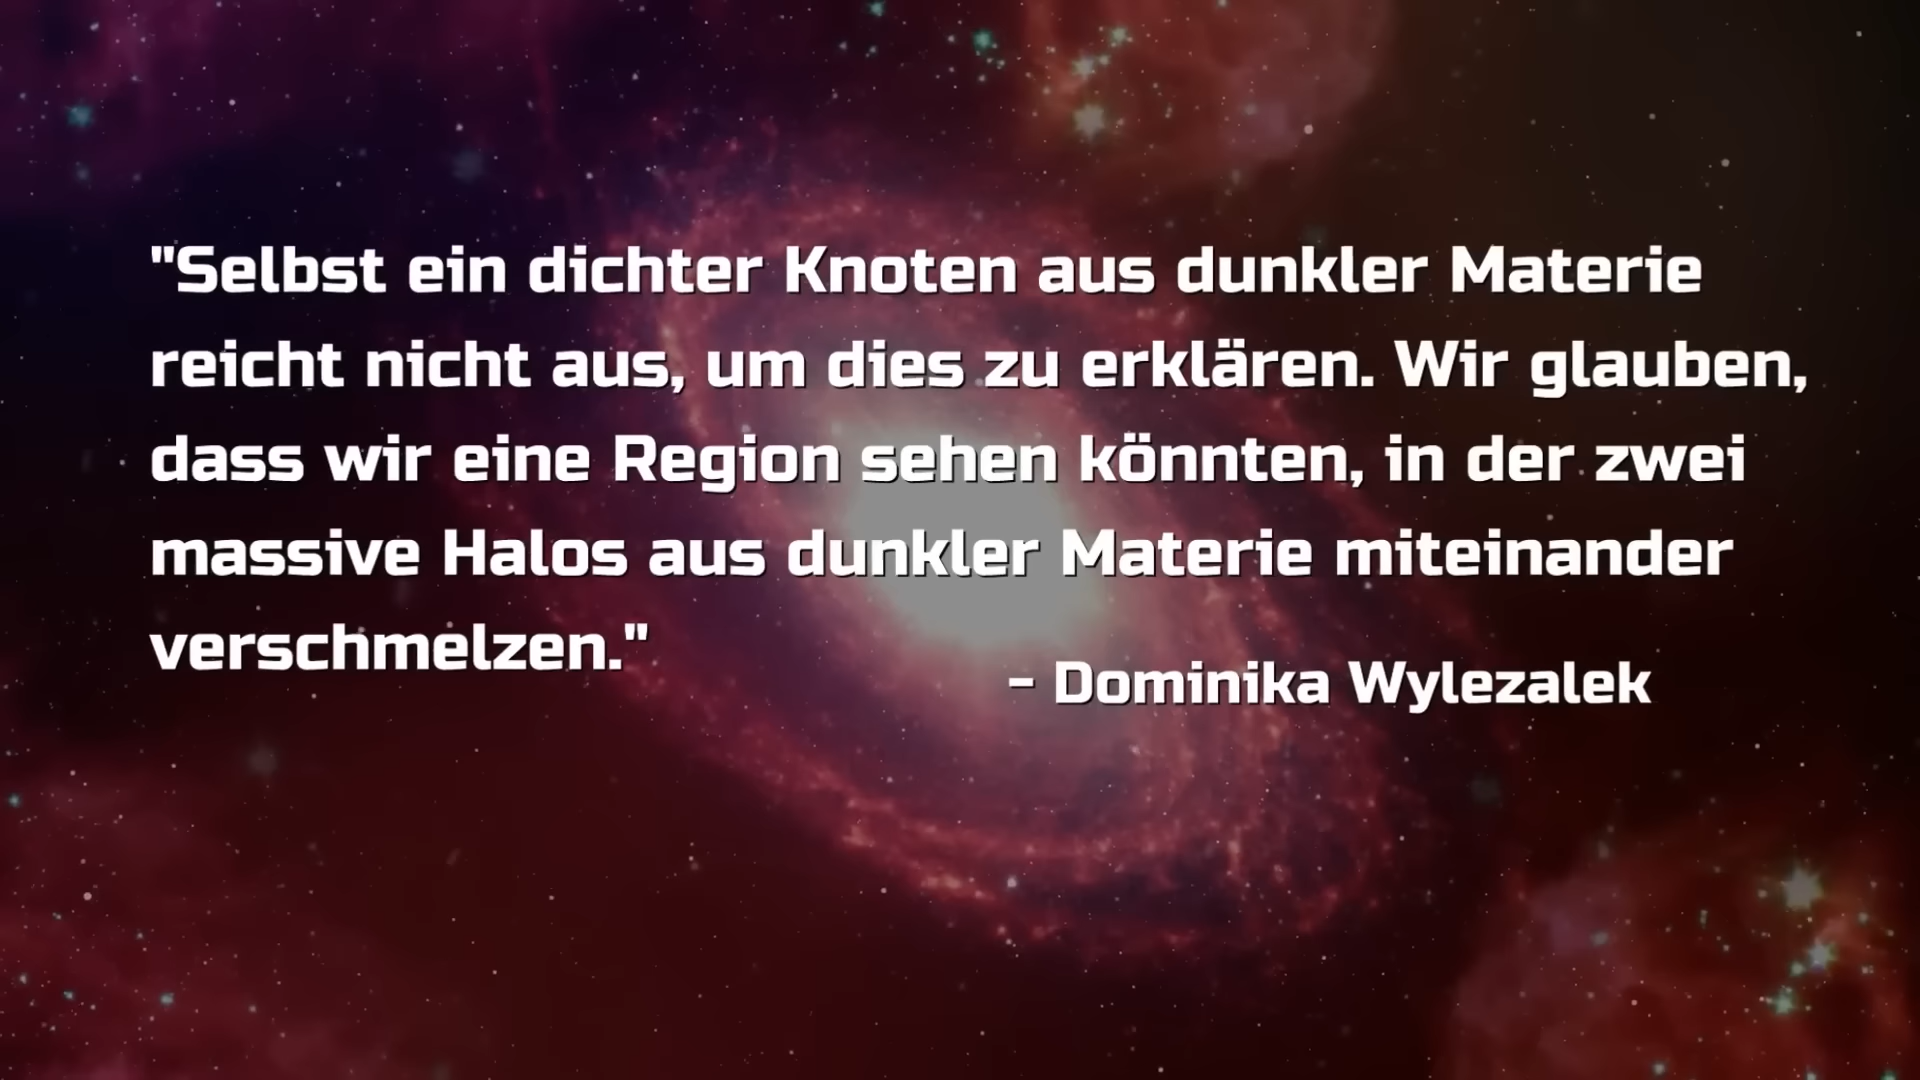 "Selbst ein dichter Knoten aus dunkler Materie
reicht nicht aus, um dies zu erklären. Wir glauben,
dass wir eine Region sehen könnten, in der zwei
massive Halos aus dunkler Materie miteinander
verschmelzen."
- Dominika Wylezalek